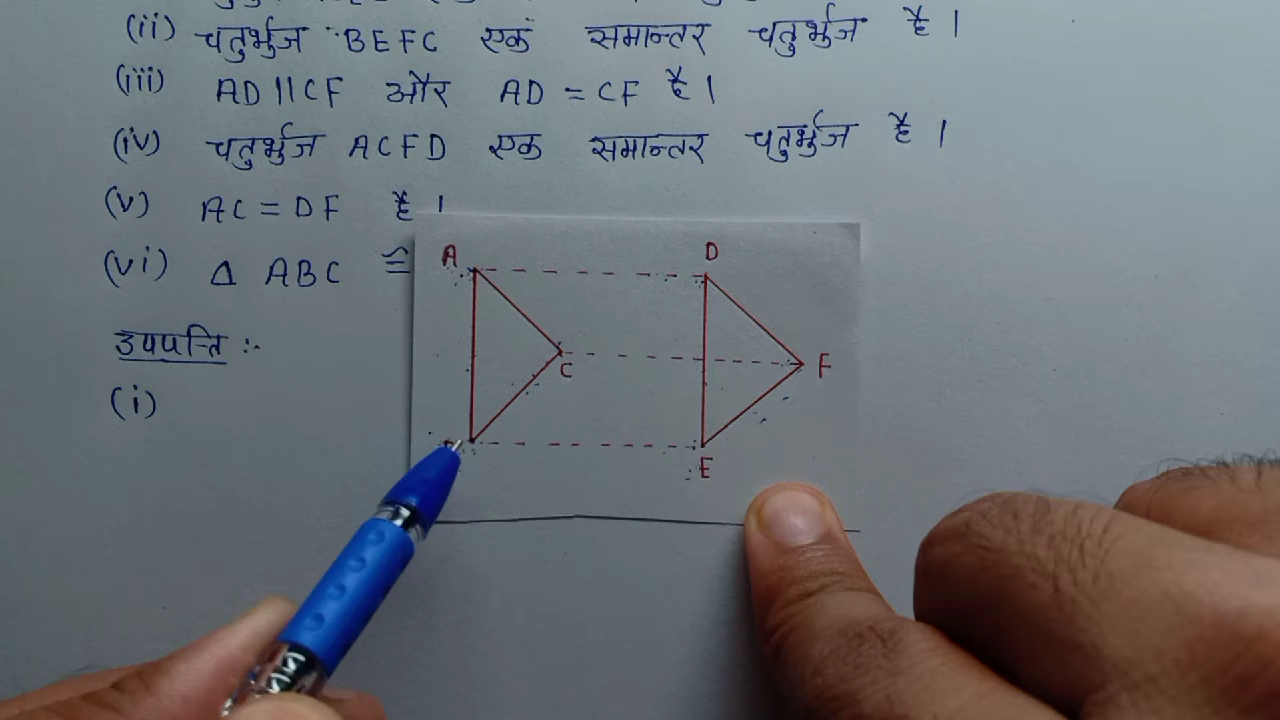 (ii) चतुर्भुज BEFC एक समान्तर चतुर्भुज है।
(iii) AD||CF और AD = CF है।
(iv) चतुर्भुज ACFD एक समान्तर चतुर्भुज है।
(v) AC = DF है।
(vi) Δ ABC ≅
A D
C F
E
उपपत्ति :-
(i)